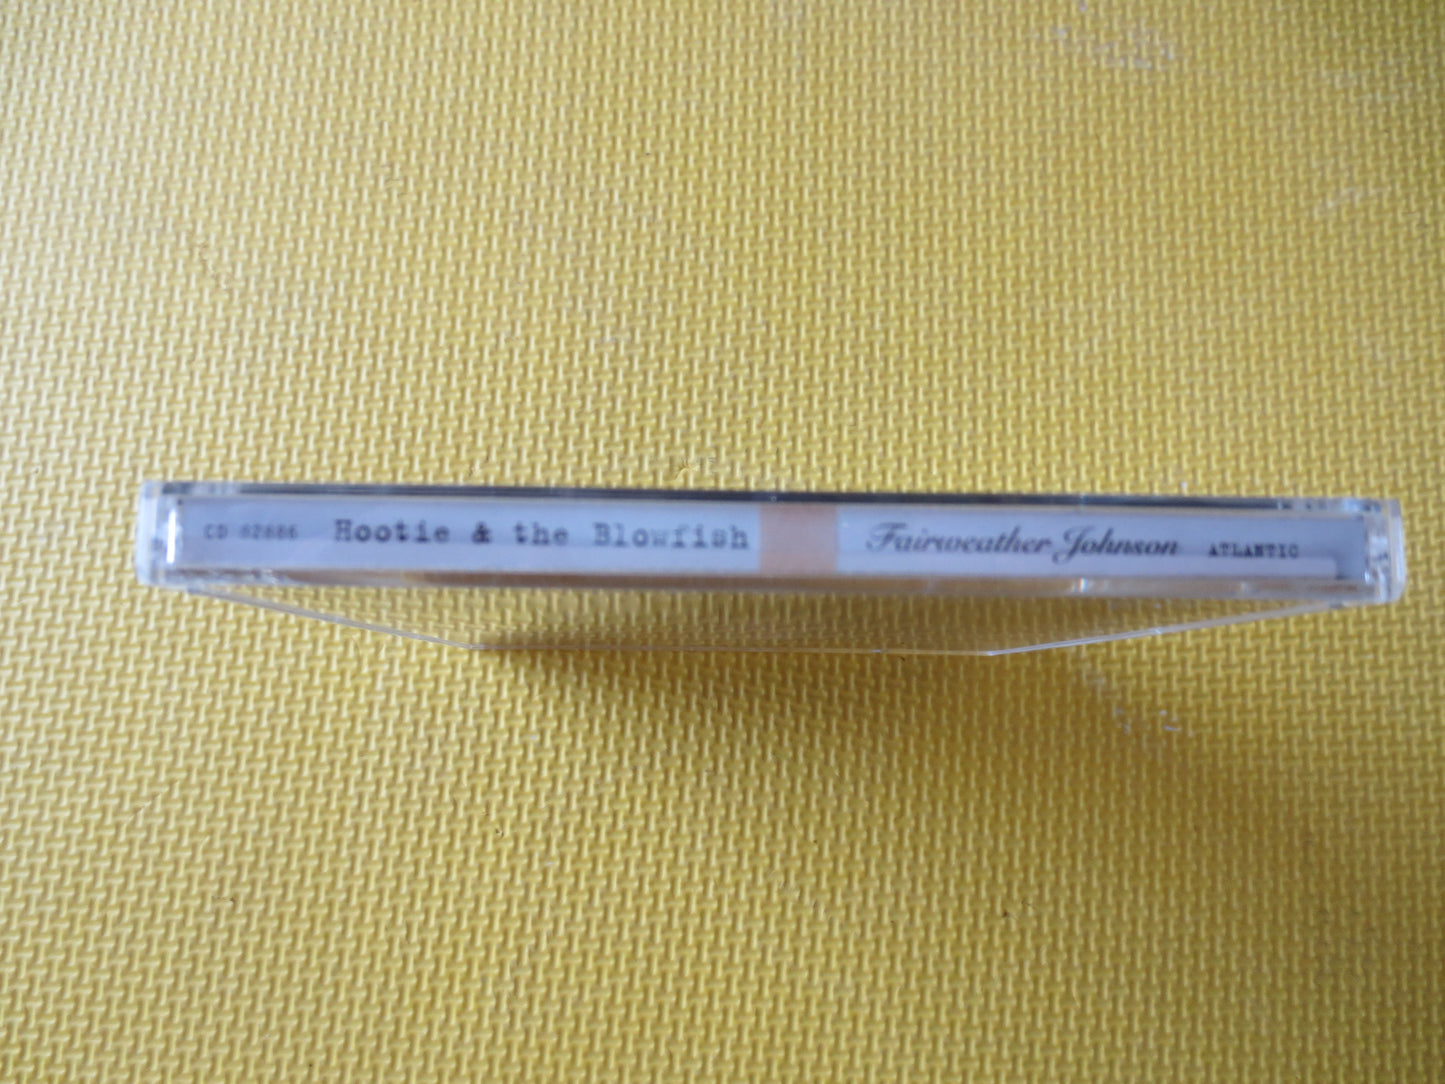 CD 82886 Hootie & the Blowfish Fairweather Johnson ATLANTIC